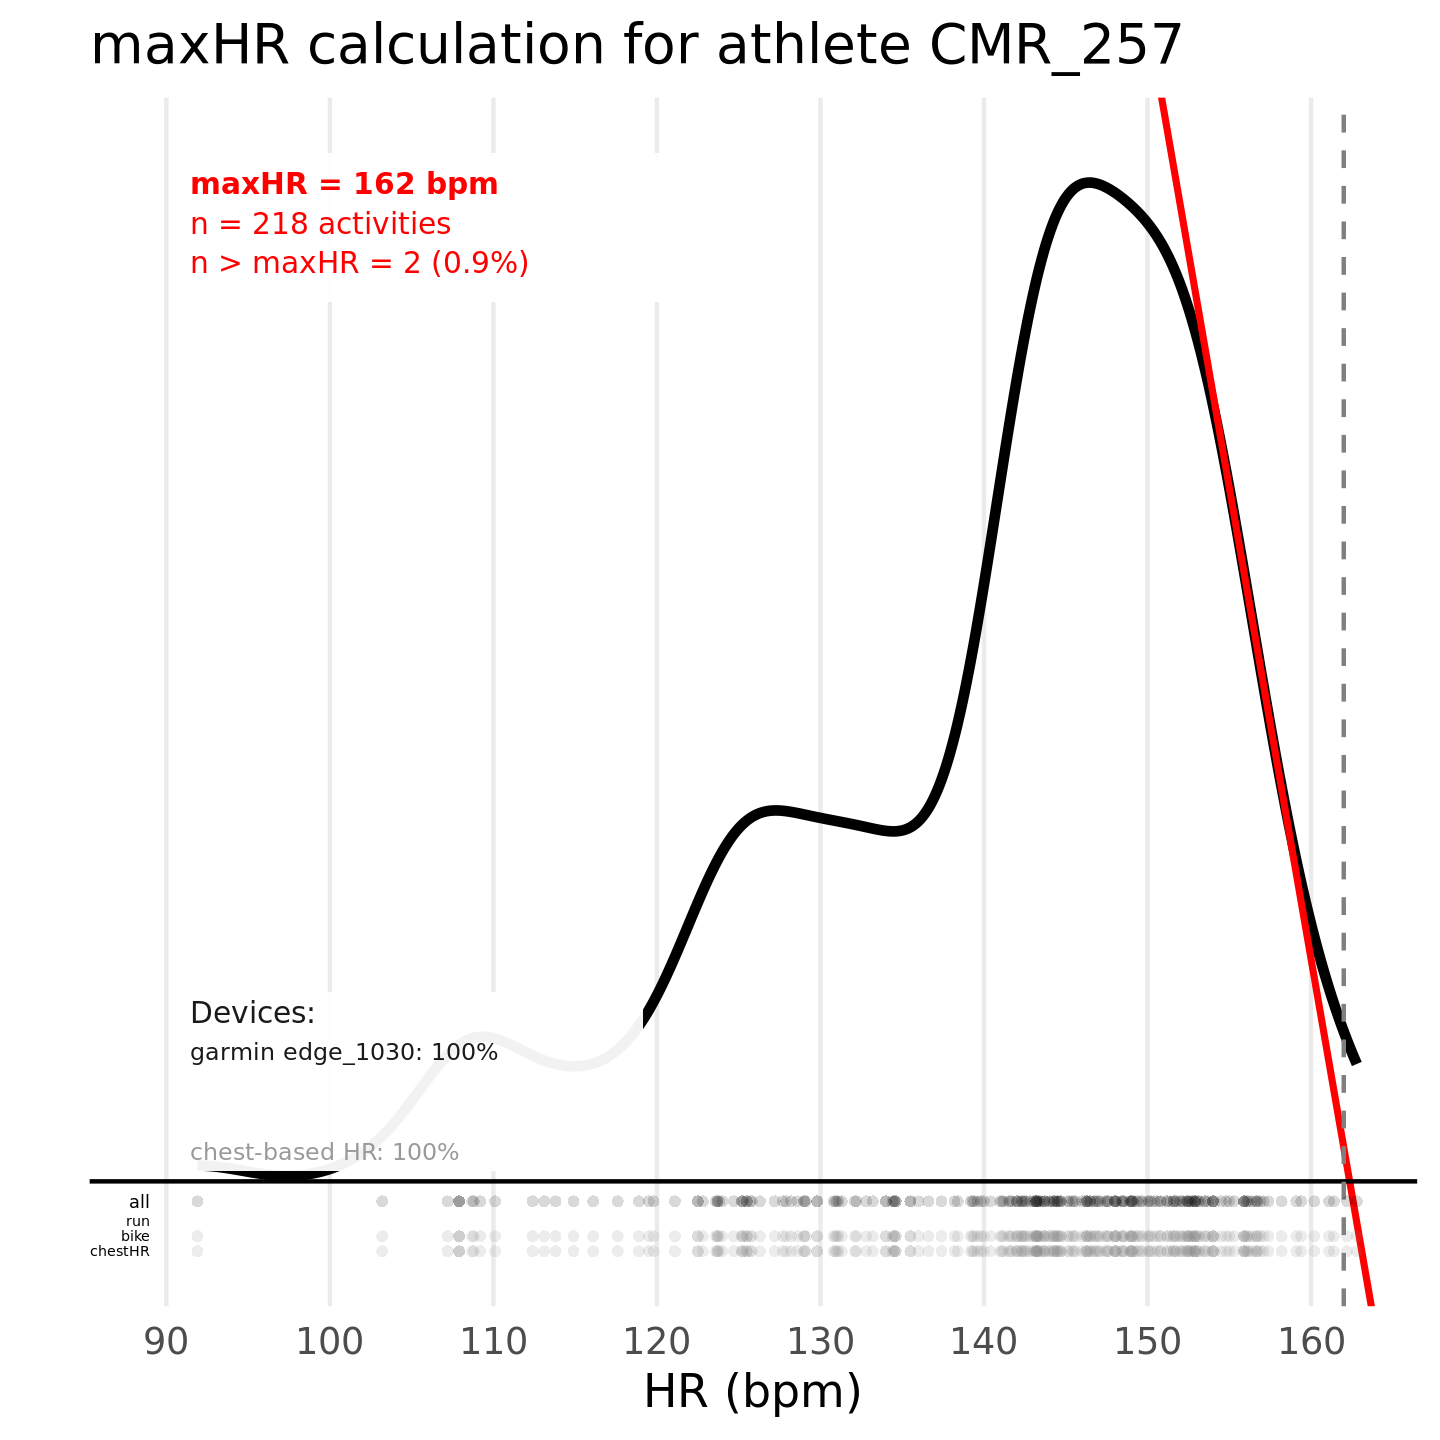 maxHR calculation for athlete CMR_257
maxHR = 162 bpm
n = 218 activities
n > maxHR = 2 (0.9%)
Devices:
garmin edge_1030: 100%
chest-based HR: 100%
all
run
bike
chestHR
90 100 110 120 130 140 150 160
HR (bpm)